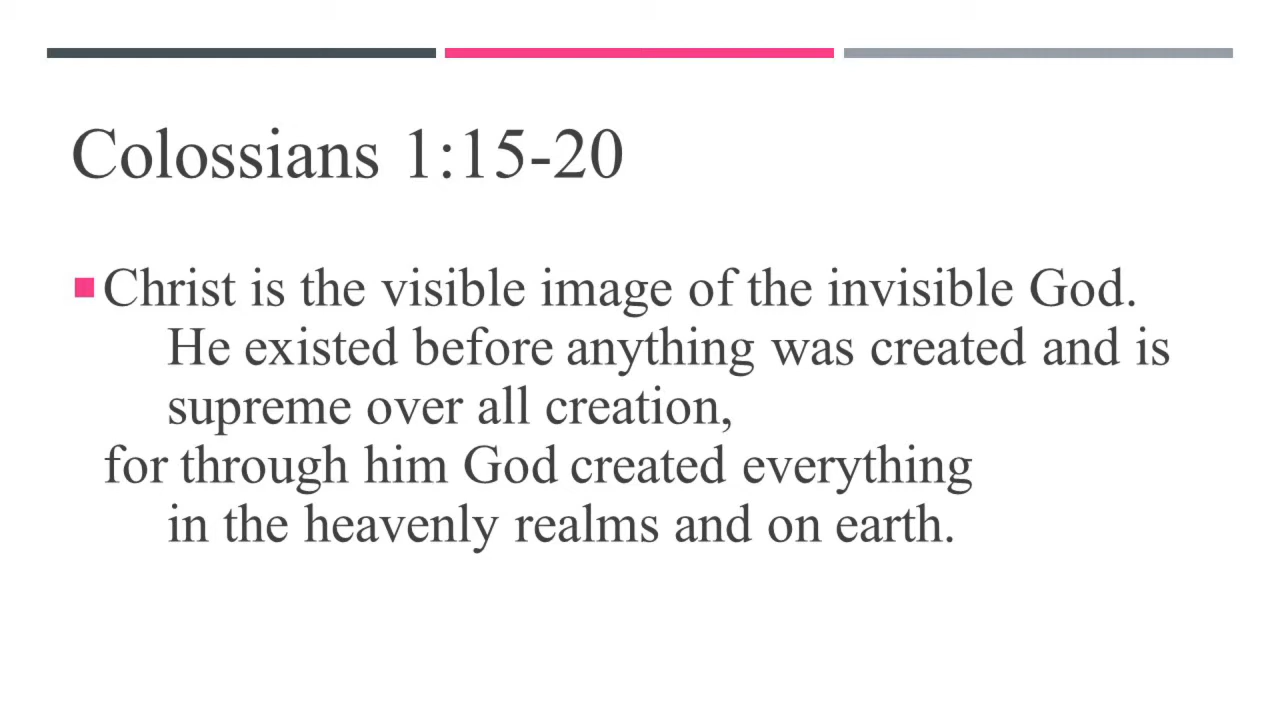 Colossians 1:15-20
Christ is the visible image of the invisible God.
He existed before anything was created and is
supreme over all creation,
for through him God created everything
in the heavenly realms and on earth.